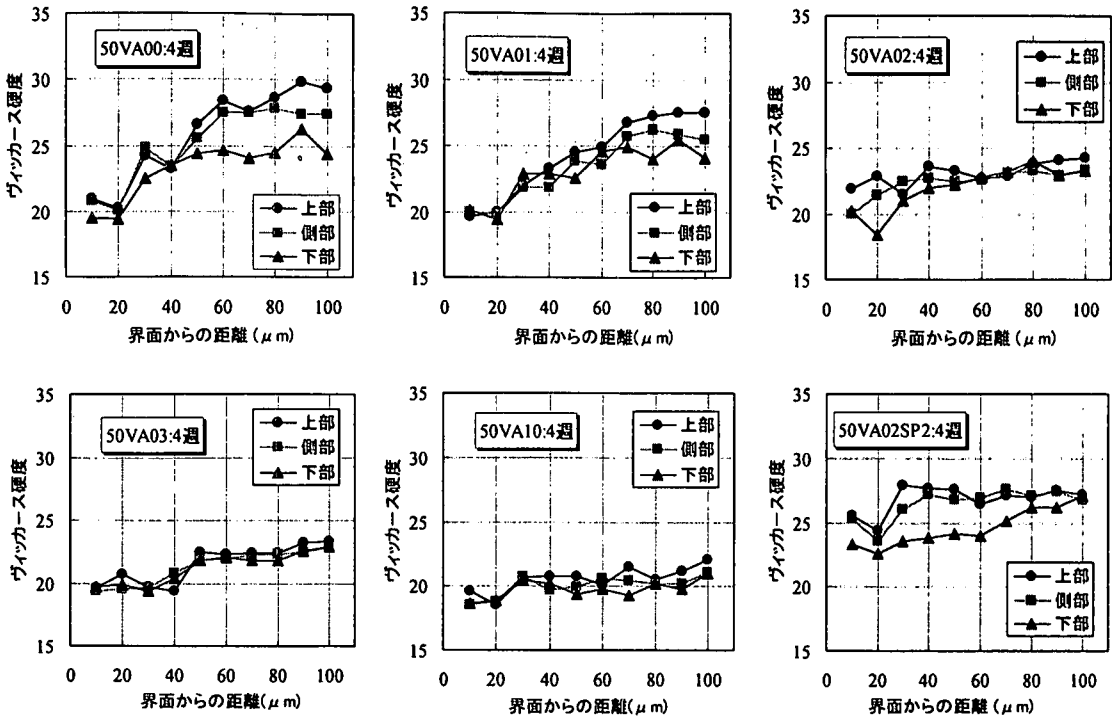 50VA00:4週
ヴィッカース硬度
35
30
25
20
15
上部
側部
下部
0 20 40 60 80 100
界面からの距離(μm)
50VA01:4週
ヴィッカース硬度
35
30
25
20
15
上部
側部
下部
0 20 40 60 80 100
界面からの距離(μm)
50VA02:4週
ヴィッカース硬度
35
30
25
20
15
上部
側部
下部
0 20 40 60 80 100
界面からの距離(μm)
50VA03:4週
ヴィッカース硬度
35
30
25
20
15
上部
側部
下部
0 20 40 60 80 100
界面からの距離(μm)
50VA10:4週
ヴィッカース硬度
35
30
25
20
15
上部
側部
下部
0 20 40 60 80 100
界面からの距離(μm)
50VA02SP2:4週
ヴィッカース硬度
35
30
25
20
15
上部
側部
下部
0 20 40 60 80 100
界面からの距離(μm)